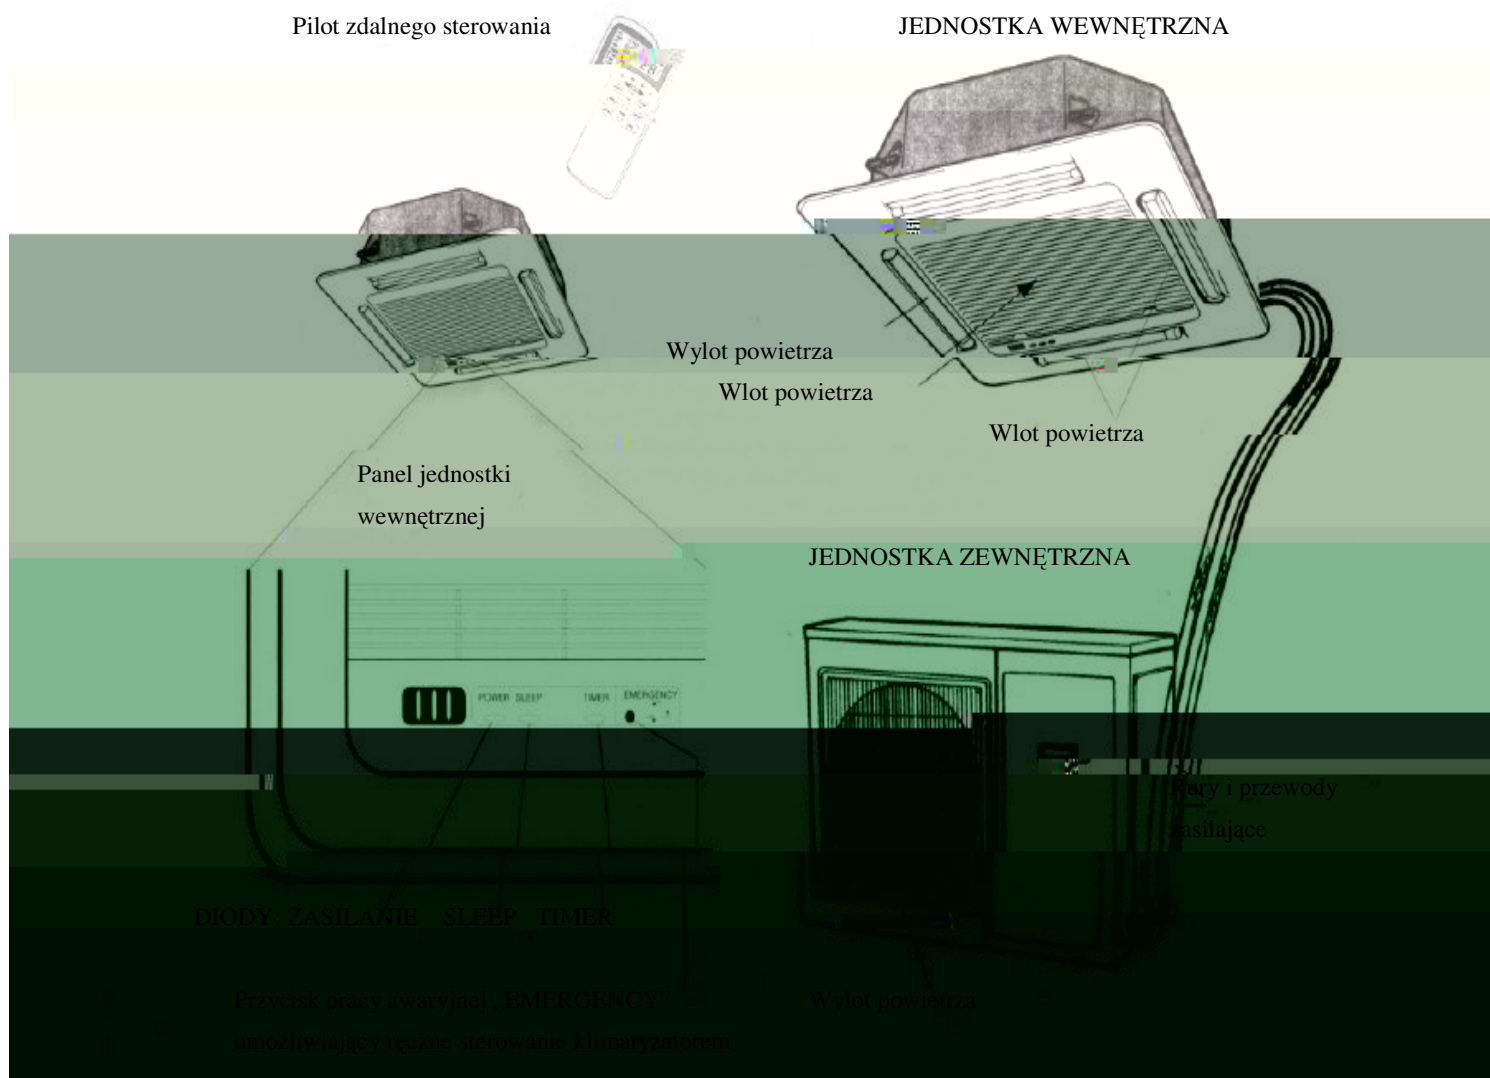 Pilot zdalnego sterowania
JEDNOSTKA WEWNĘTRZNA
Wylot powietrza
Wlot powietrza
Wlot powietrza
Panel jednostki
wewnętrznej
JEDNOSTKA ZEWNĘTRZNA
POWER SLEEP TIMER EMERGENCY
Rury i przewody
zasilające
DIODY: ZASILANIE SLEEP TIMER
Przycisk pracy awaryjnej „EMERGENCY”
umożliwiający ręczne sterowanie klimatyzatorem
Wylot powietrza